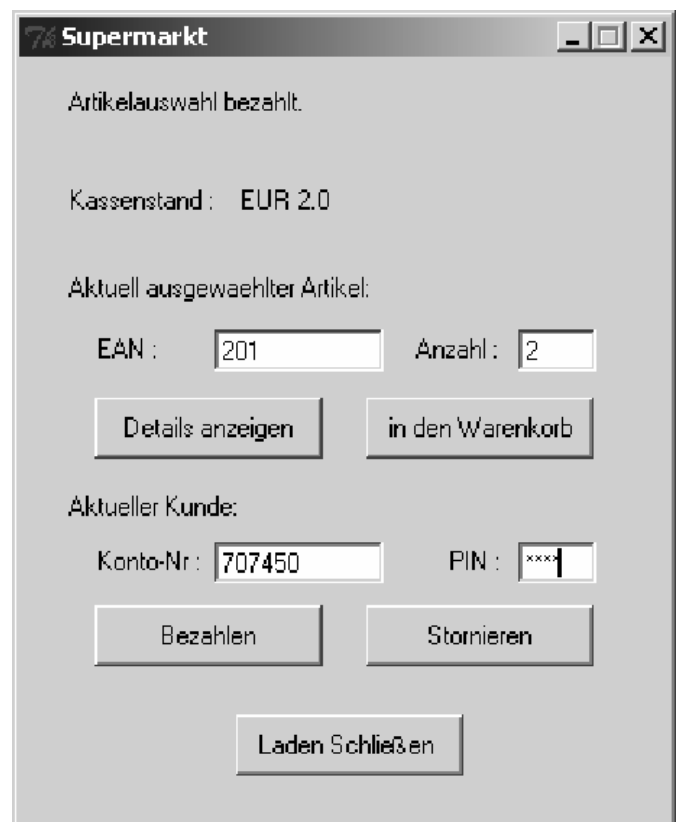 Supermarkt
Artikelauswahl bezahlt.
Kassenstand : EUR 2.0
Aktuell ausgewaehlter Artikel:
EAN : 201 Anzahl : 2
Details anzeigen in den Warenkorb
Aktueller Kunde:
Konto-Nr : 707450 PIN : ****
Bezahlen Stornieren
Laden Schließen